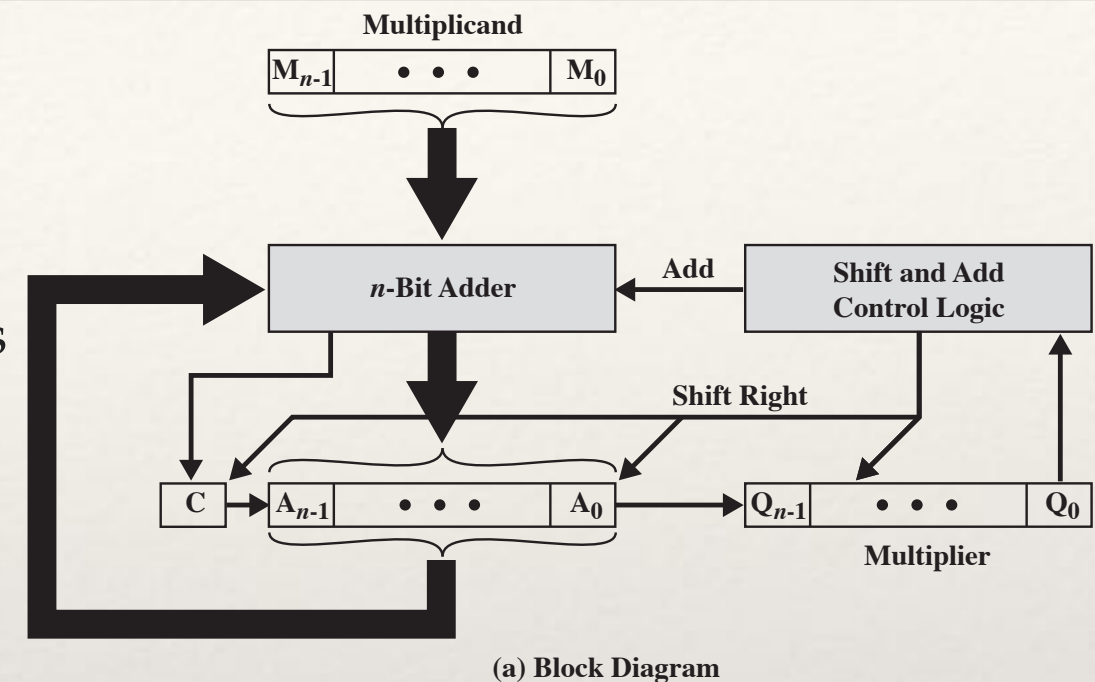 Multiplicand
Mn-1 • • • M0
n-Bit Adder
Add
Shift and Add
Control Logic
s
Shift Right
C
An-1 • • • A0
Qn-1 • • • Q0
Multiplier
(a) Block Diagram